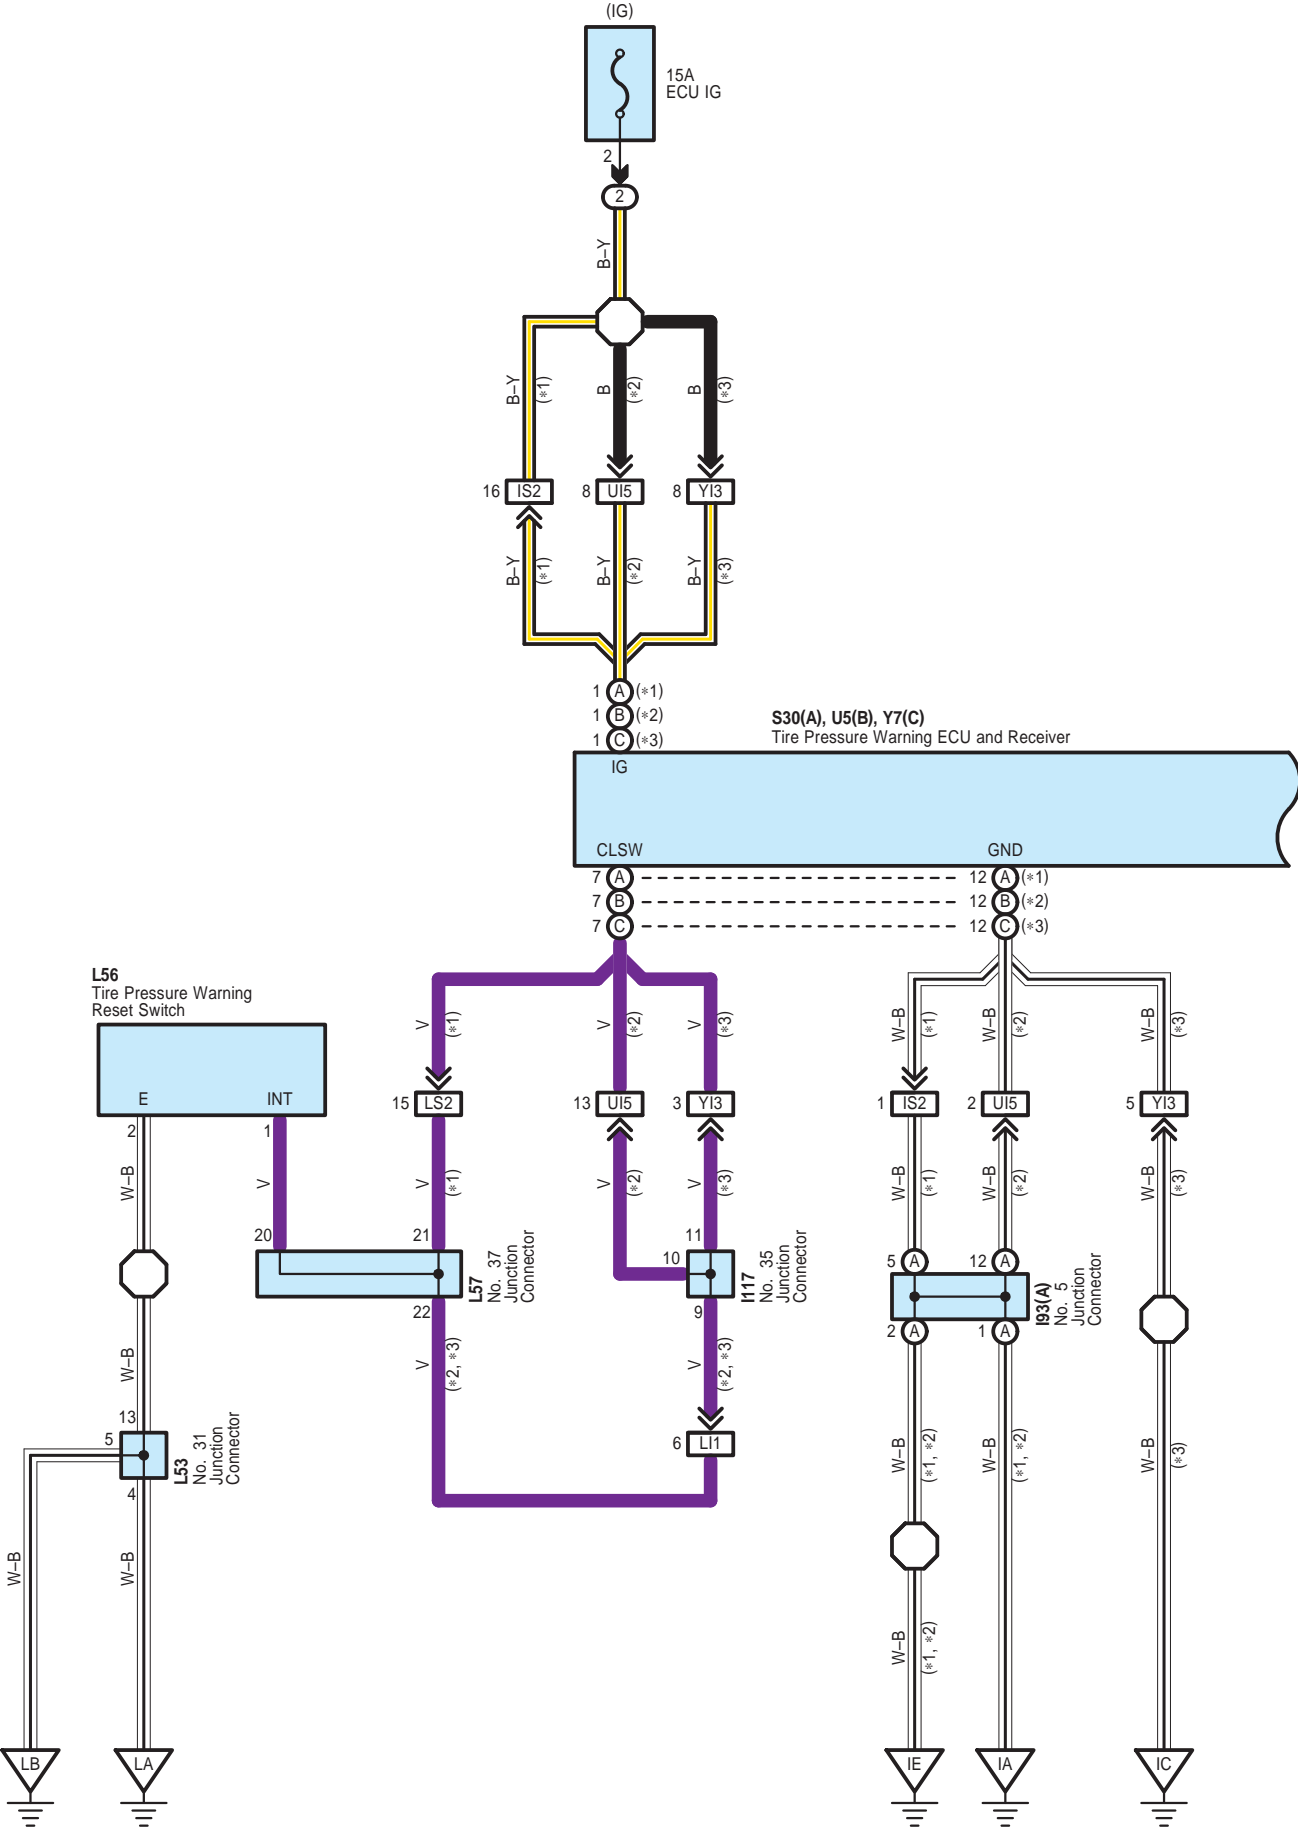 (IG)
15A
ECU IG
2
2
B–Y
B–Y
(*1)
B
(*2)
B
(*3)
16 IS2
8 UI5
8 YI3
B–Y
(*1)
B–Y
(*2)
B–Y
(*3)
1 A (*1)
1 B (*2)
1 C (*3)
S30(A), U5(B), Y7(C)
Tire Pressure Warning ECU and Receiver
IG
CLSW
GND
7 A
12 A (*1)
7 B
12 B (*2)
7 C
12 C (*3)
L56
Tire Pressure Warning
Reset Switch
E
INT
2
1
V
(*1)
V
(*2)
V
(*3)
W–B
(*1)
W–B
(*2)
W–B
(*3)
15 LS2
13 UI5
3 YI3
1 IS2
2 UI5
5 YI3
W–B
V
V
(*1)
V
(*2)
V
(*3)
W–B
(*1)
W–B
(*2)
W–B
(*3)
20
21
22
L57
No. 37
Junction
Connector
11
10
9
I117
No. 35
Junction
Connector
5 A
12 A
2 A
1 A
I93(A)
No. 5
Junction
Connector
W–B
V
(*2, *3)
V
(*2, *3)
13
5
4
L53
No. 31
Junction
Connector
6 LI1
W–B
(*1, *2)
W–B
(*1, *2)
W–B
(*3)
W–B
W–B
W–B
(*1, *2)
LB
LA
IE
IA
IC